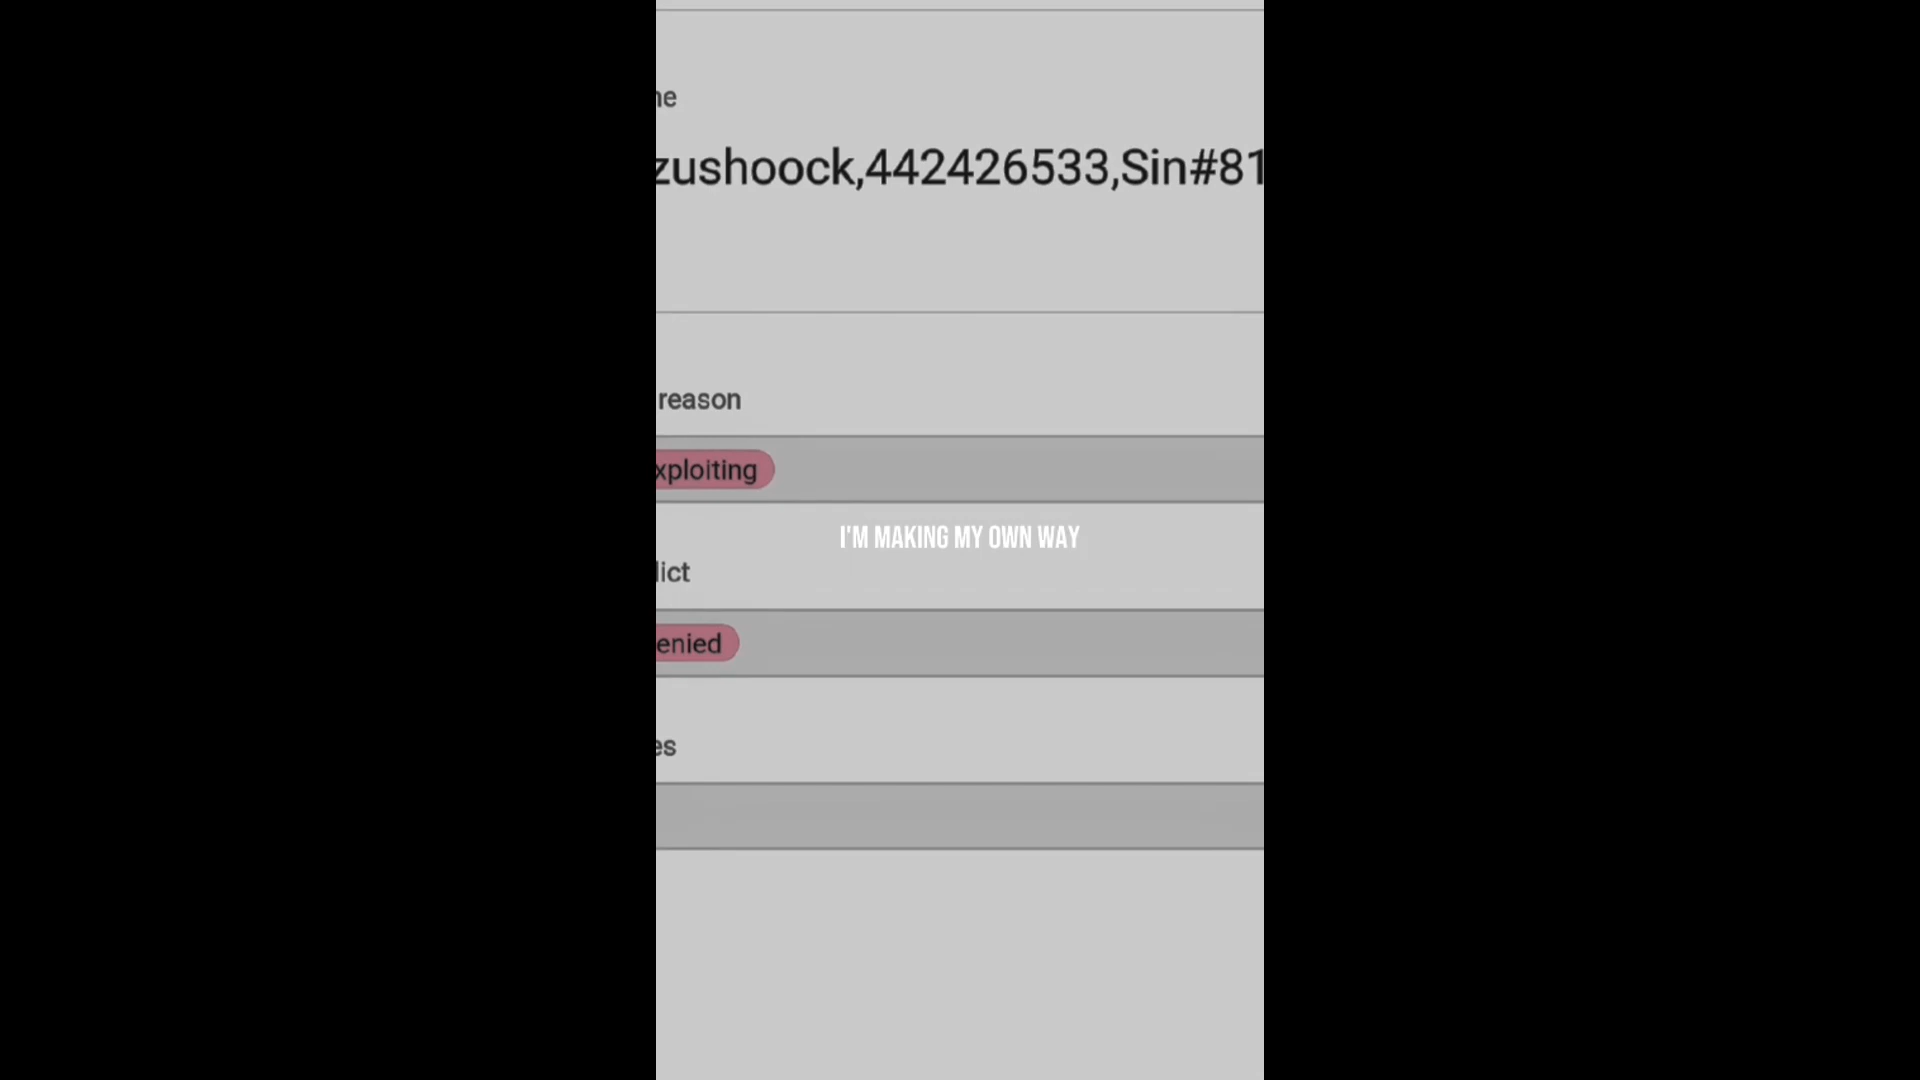 ne
zushoock,442426533,Sin#81
reason
xploiting
I'M MAKING MY OWN WAY
lict
enied
es